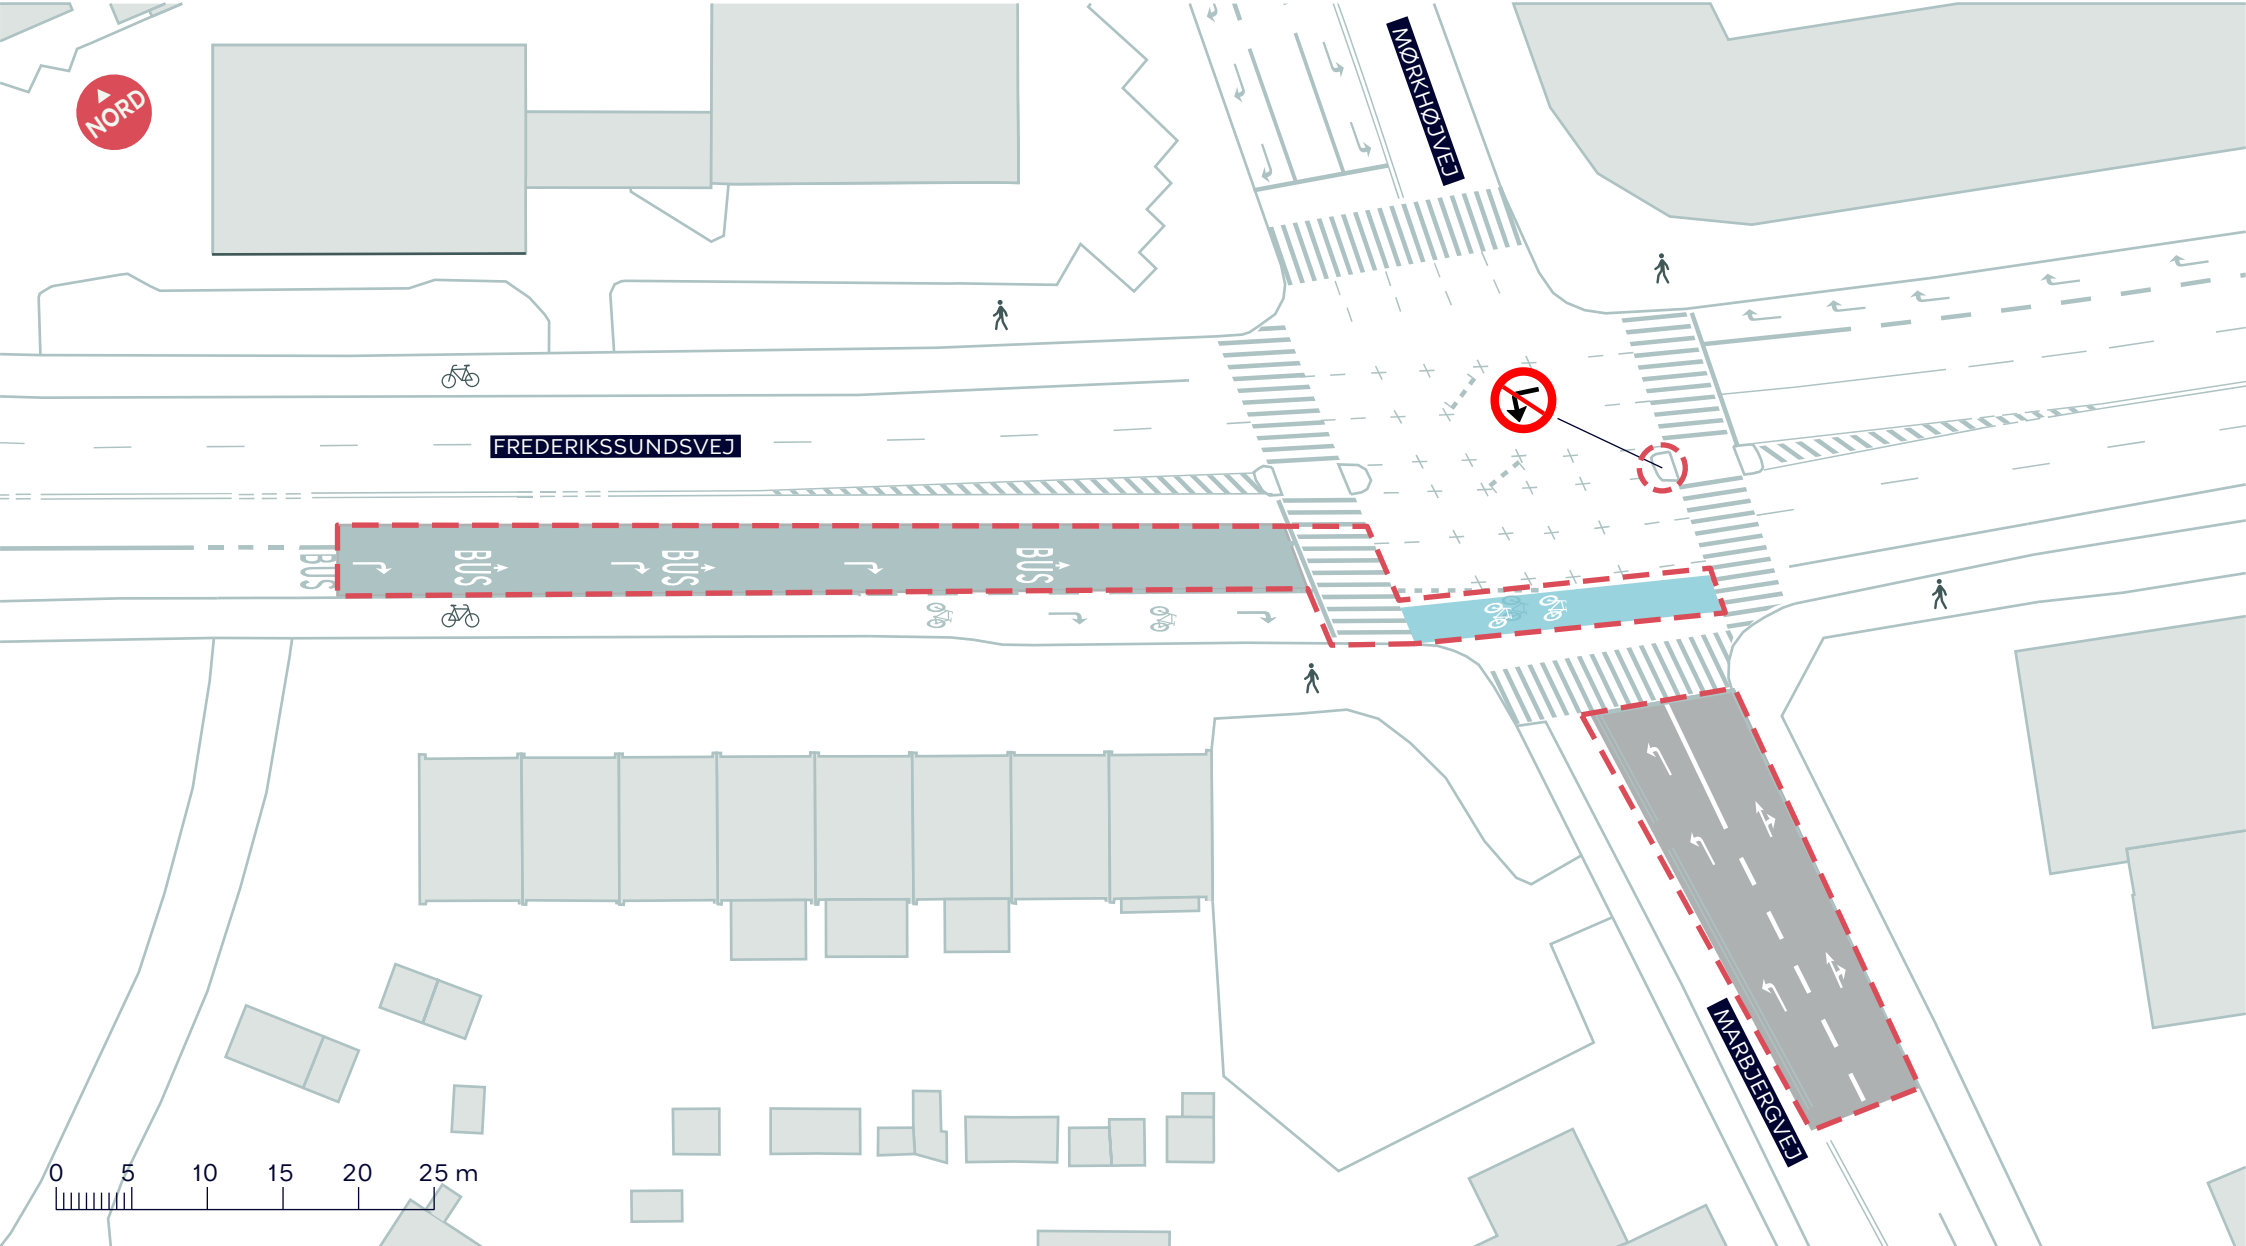 MØRKHØJVEJ
NORD
FREDERIKSSUNDSVEJ
BUS
BUS
BUS
BUS
MARBJERGVEJ
0 5 10 15 20 25 m